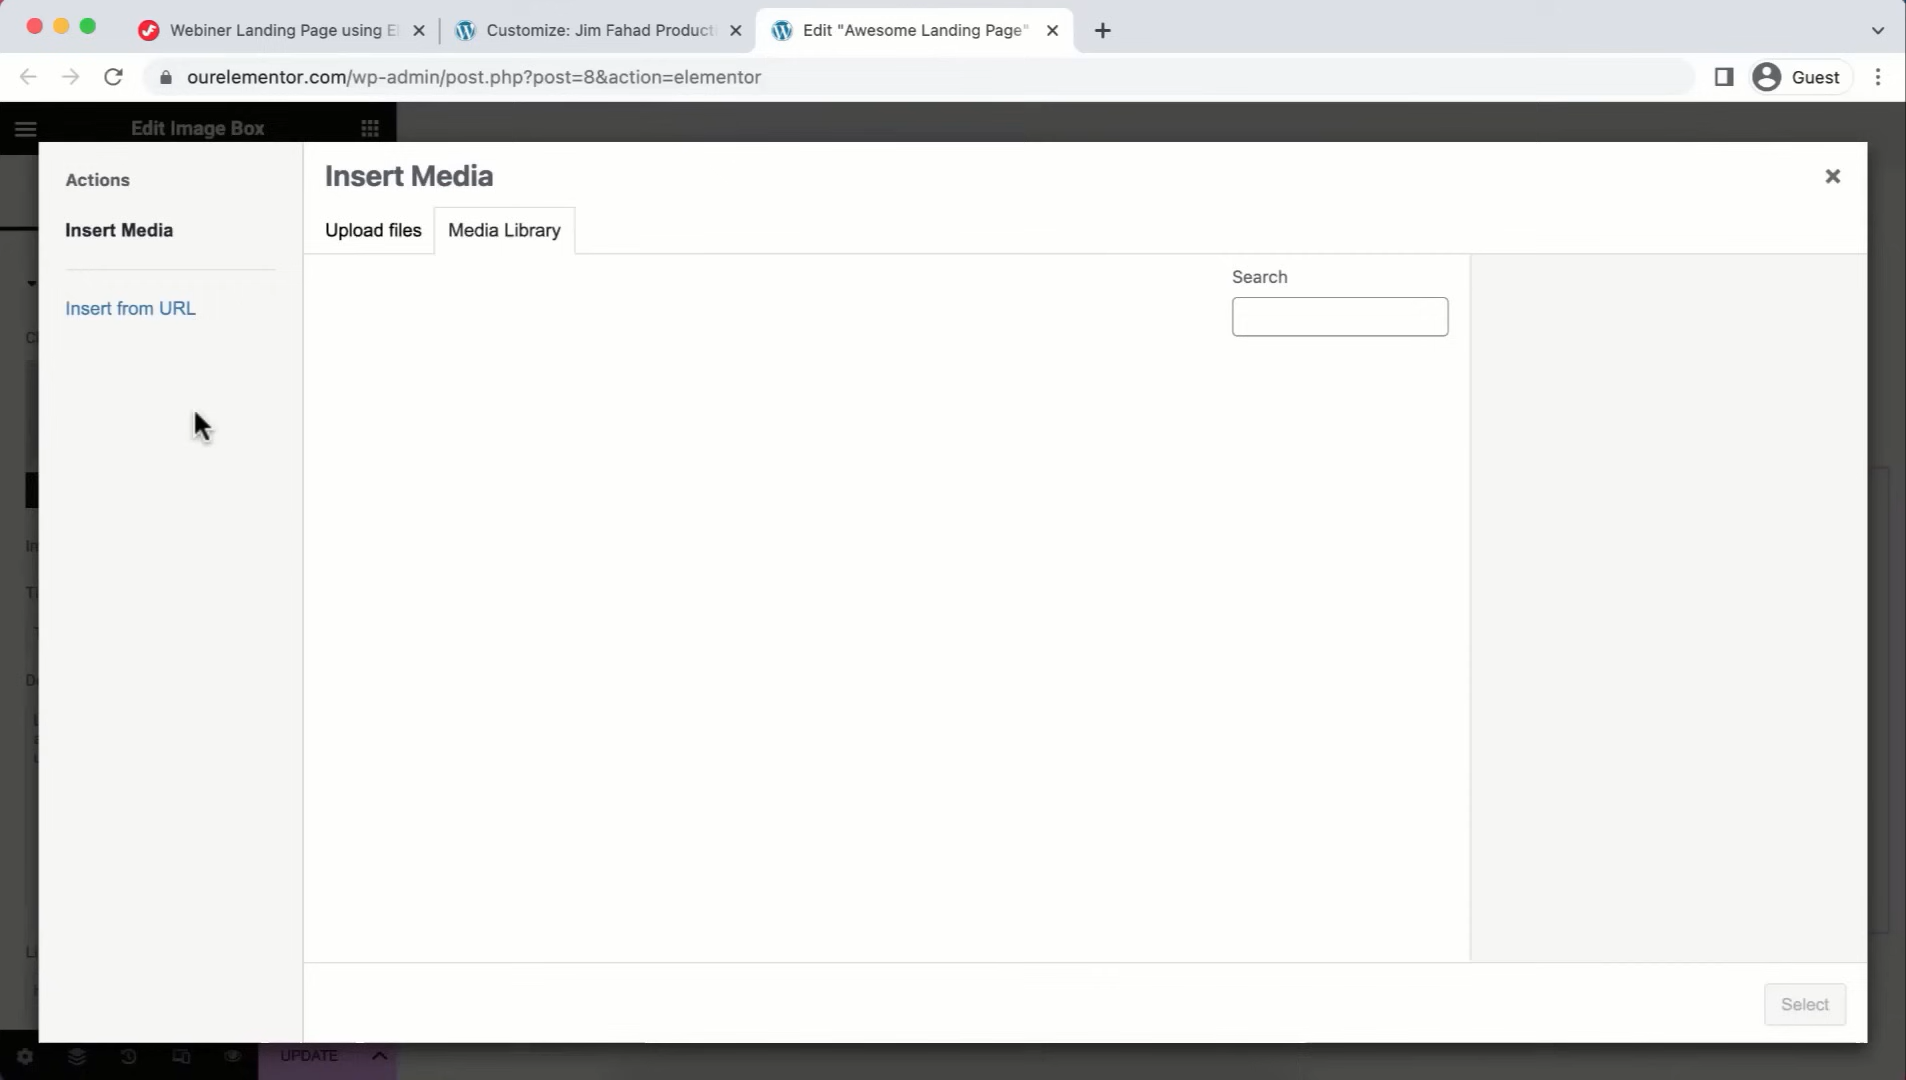 Webiner Landing Page using El
Customize: Jim Fahad Producti
Edit "Awesome Landing Page"
ourelementor.com/wp-admin/post.php?post=8&action=elementor
Guest
Edit Image Box
Actions
Insert Media
Insert from URL
Insert Media
Upload files
Media Library
Search
Select
UPDATE